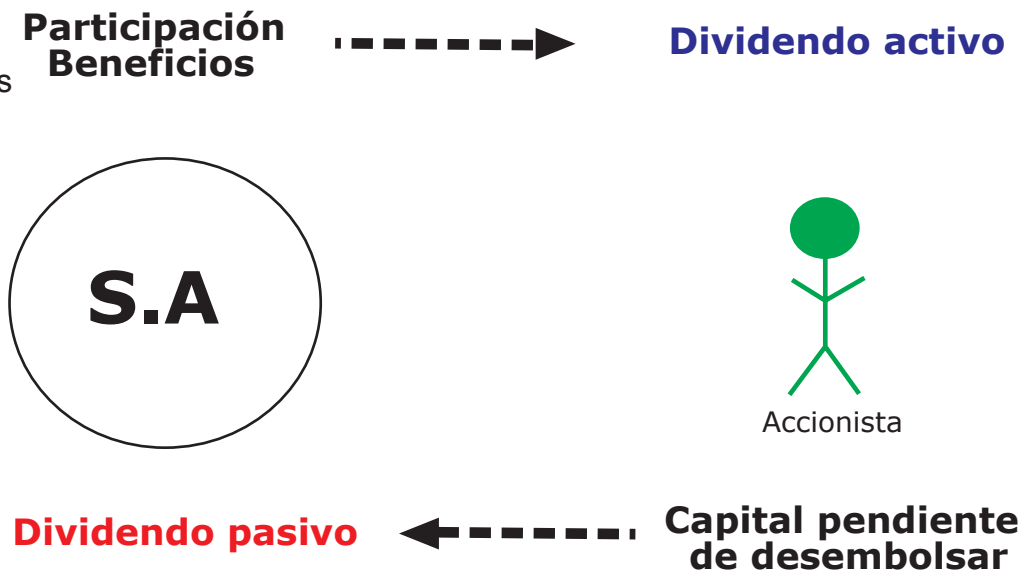 Participación
Beneficios
s
Dividendo activo
S.A
Accionista
Dividendo pasivo
Capital pendiente
de desembolsar